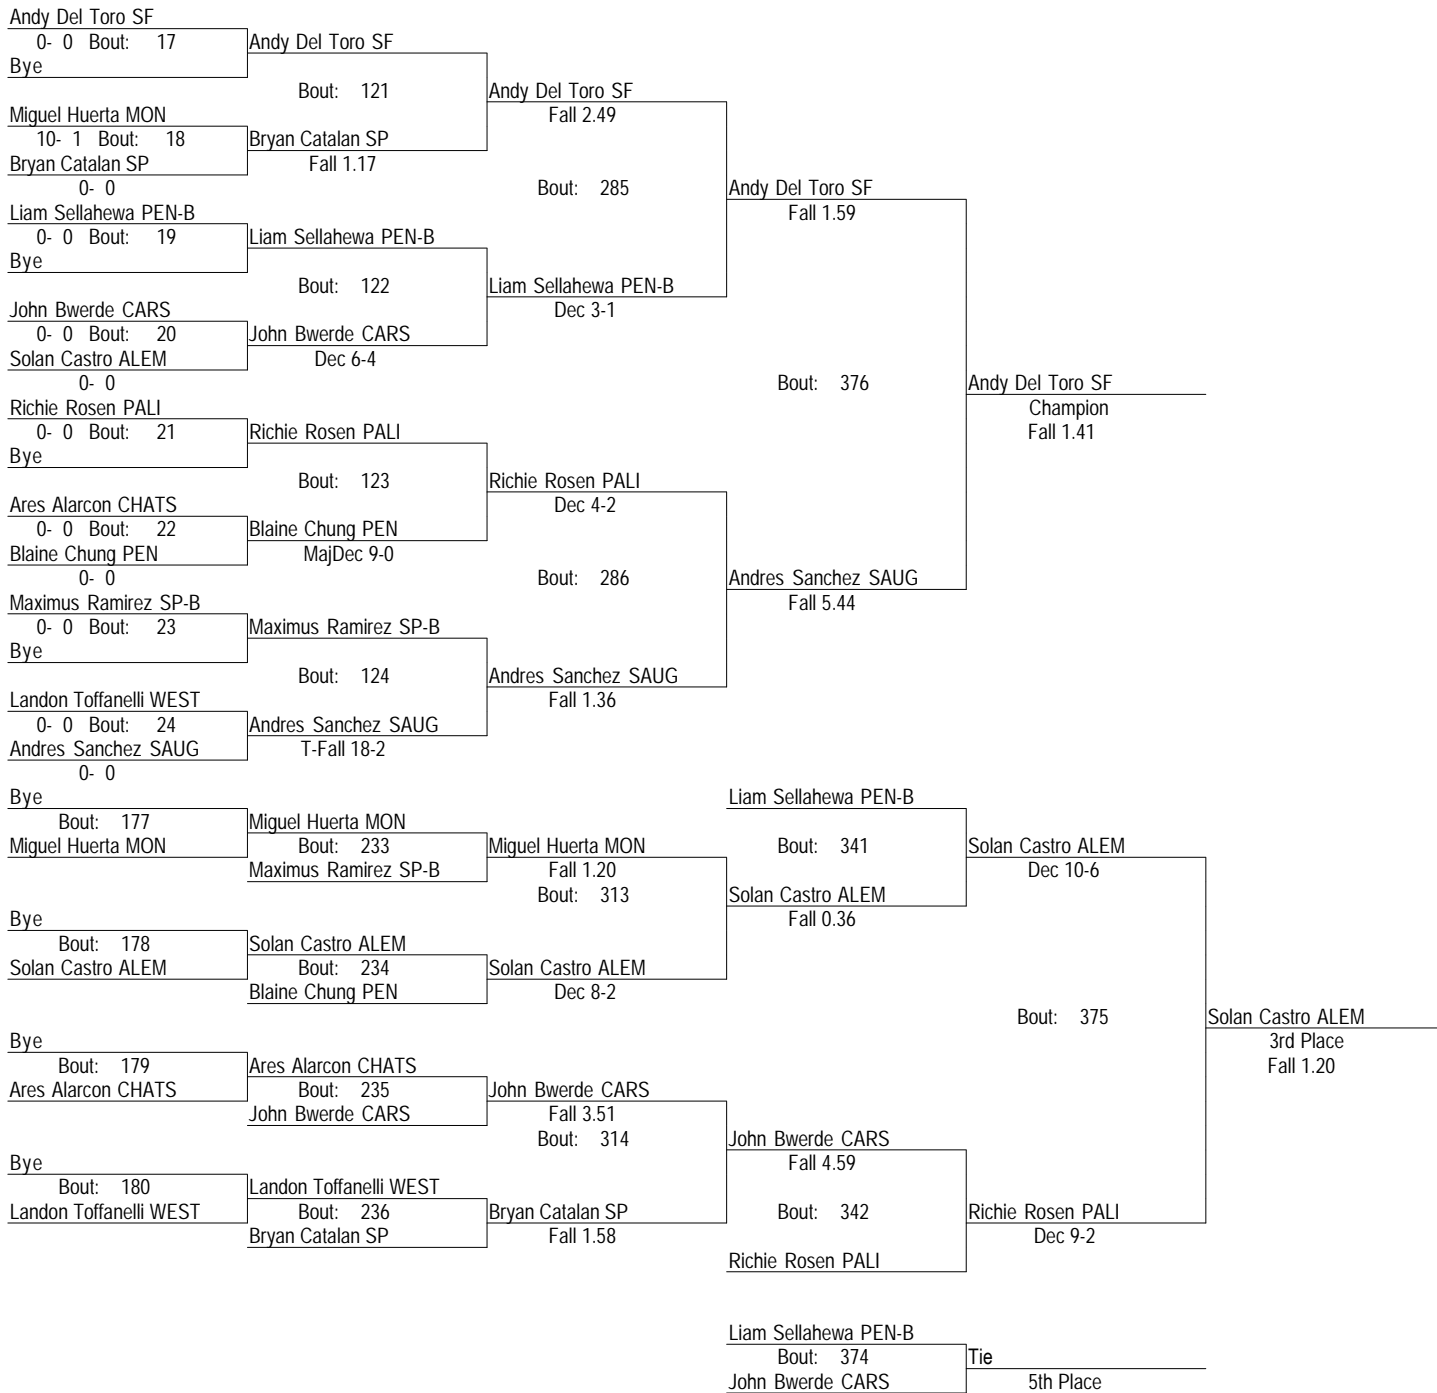 Andy Del Toro SF
0- 0 Bout: 17
Andy Del Toro SF
Bye
Bout: 121
Andy Del Toro SF
Fall 2.49
Miguel Huerta MON
10- 1 Bout: 18
Bryan Catalan SP
Bryan Catalan SP
Fall 1.17
0- 0
Bout: 285
Andy Del Toro SF
Fall 1.59
Liam Sellahewa PEN-B
0- 0 Bout: 19
Liam Sellahewa PEN-B
Bye
Bout: 122
Liam Sellahewa PEN-B
Dec 3-1
John Bwerde CARS
0- 0 Bout: 20
John Bwerde CARS
Solan Castro ALEM
Dec 6-4
0- 0
Bout: 376
Andy Del Toro SF
Champion
Fall 1.41
Richie Rosen PALI
0- 0 Bout: 21
Richie Rosen PALI
Bye
Bout: 123
Richie Rosen PALI
Dec 4-2
Ares Alarcon CHATS
0- 0 Bout: 22
Blaine Chung PEN
Blaine Chung PEN
MajDec 9-0
0- 0
Bout: 286
Andres Sanchez SAUG
Fall 5.44
Maximus Ramirez SP-B
0- 0 Bout: 23
Maximus Ramirez SP-B
Bye
Bout: 124
Andres Sanchez SAUG
Fall 1.36
Landon Toffanelli WEST
0- 0 Bout: 24
Andres Sanchez SAUG
Andres Sanchez SAUG
T-Fall 18-2
0- 0
Bye
Liam Sellahewa PEN-B
Bout: 177
Miguel Huerta MON
Miguel Huerta MON
Bout: 233
Miguel Huerta MON
Bout: 341
Solan Castro ALEM
Maximus Ramirez SP-B
Fall 1.20
Dec 10-6
Bout: 313
Solan Castro ALEM
Fall 0.36
Bye
Bout: 178
Solan Castro ALEM
Solan Castro ALEM
Bout: 234
Solan Castro ALEM
Blaine Chung PEN
Dec 8-2
Bout: 375
Solan Castro ALEM
3rd Place
Fall 1.20
Bye
Bout: 179
Ares Alarcon CHATS
Ares Alarcon CHATS
Bout: 235
John Bwerde CARS
John Bwerde CARS
Fall 3.51
Bout: 314
John Bwerde CARS
Fall 4.59
Bye
Bout: 180
Landon Toffanelli WEST
Landon Toffanelli WEST
Bout: 236
Bryan Catalan SP
Bout: 342
Richie Rosen PALI
Bryan Catalan SP
Fall 1.58
Dec 9-2
Richie Rosen PALI
Liam Sellahewa PEN-B
Bout: 374
Tie
John Bwerde CARS
5th Place